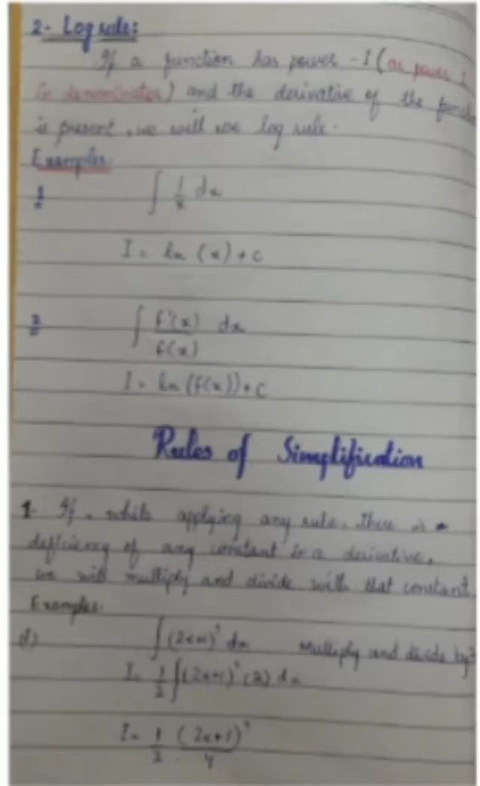 2- Log rule:
If a function has power -1 (or power 1
in denominator) and the derivative of the
is present, we will use log rule.
Examples:
1 ∫ 1/x dx
I = ln (x) + c
2 ∫ f'(x)/f(x) dx
I = ln (f(x)) + c
Rules of Simplification
1- If, while applying any rule, there is a
deficiency of any constant in a derivative,
we will multiply and divide with that constant.
Examples:
∫ (2x+1) dx Multiply and divide by 2
I = 1/2 ∫ (2x+1) (2) dx
I = 1/2 (2x+1)⁴/4